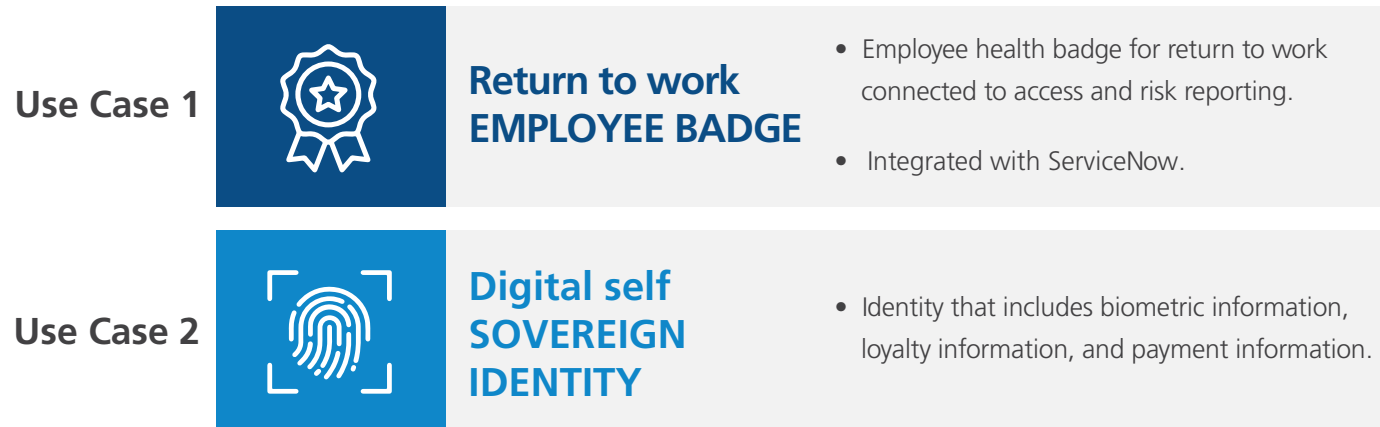 Use Case 1
Return to work
EMPLOYEE BADGE
• Employee health badge for return to work
connected to access and risk reporting.
• Integrated with ServiceNow.
Use Case 2
Digital self
SOVEREIGN
IDENTITY
• Identity that includes biometric information,
loyalty information, and payment information.